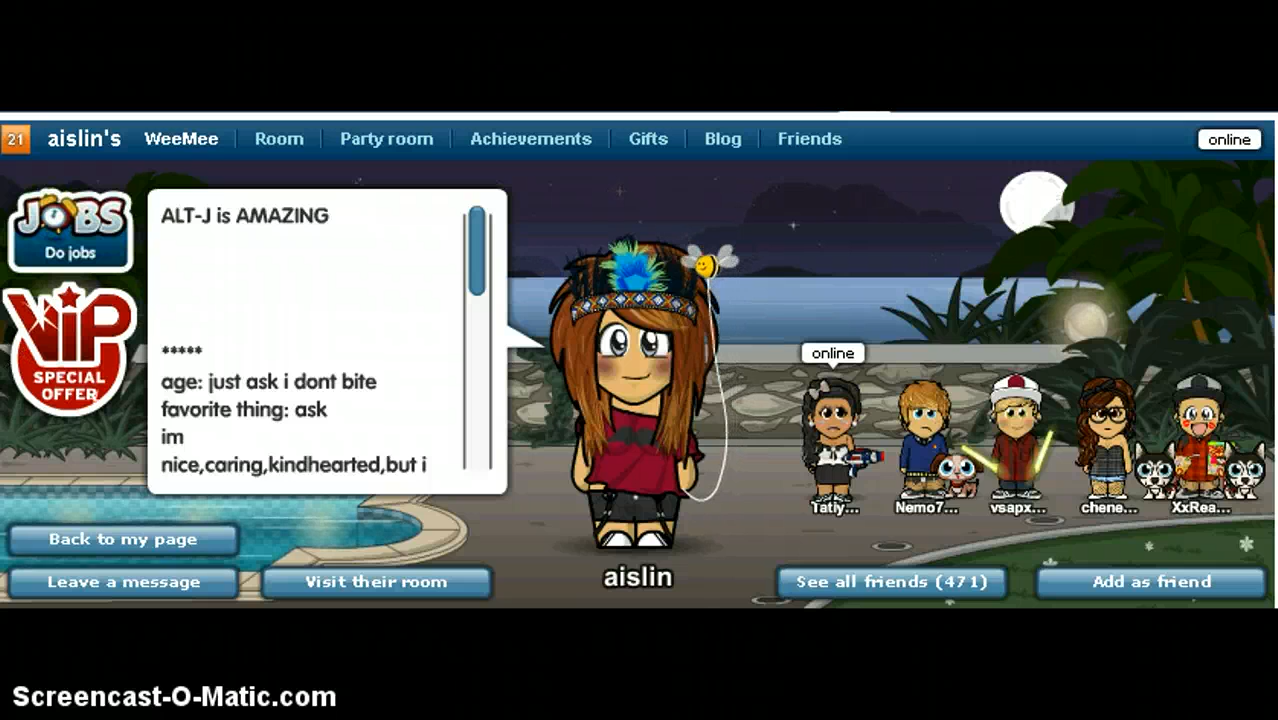 21 aislin's WeeMee Room Party room Achievements Gifts Blog Friends online
JOBS
Do jobs
ViP
SPECIAL
OFFER
ALT-J is AMAZING
*****
age: just ask i dont bite
favorite thing: ask
im
nice,caring,kindhearted,but i
online
Tatiy... Nemo7... vsapx... chene... XxRea...
Back to my page
aislin
Leave a message Visit their room See all friends (471) Add as friend
Screencast-O-Matic.com